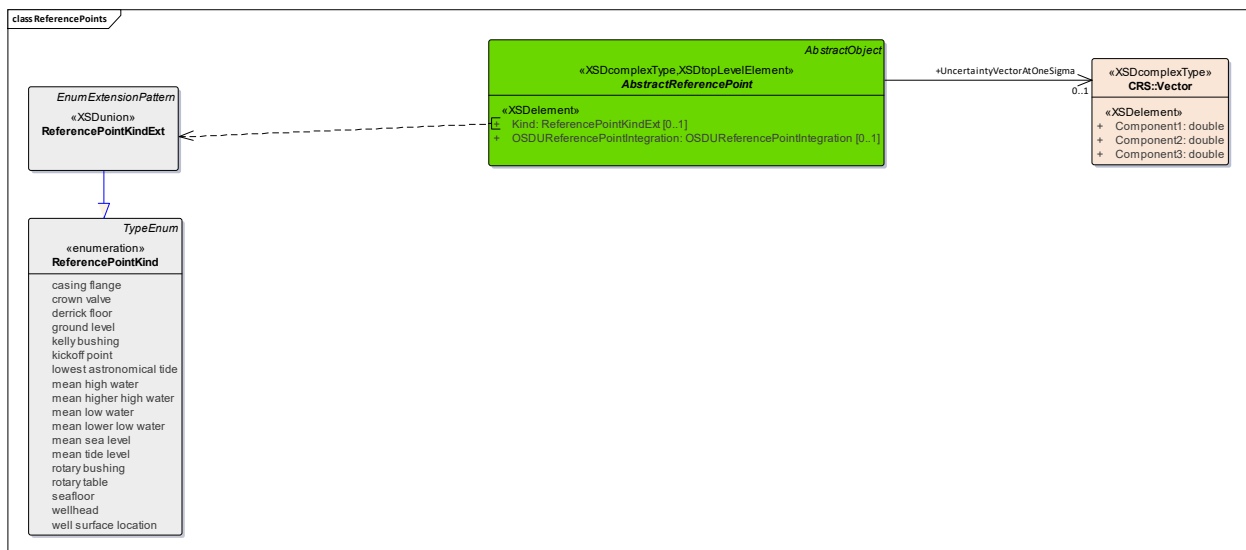 class ReferencePoints
AbstractObject
«XSDcomplexType,XSDtopLevelElement»
AbstractReferencePoint
«XSDelement»
+ Kind: ReferencePointKindExt [0..1]
+ OSDUReferencePointIntegration: OSDUReferencePointIntegration [0..1]
+UncertaintyVectorAtOneSigma
0..1
«XSDcomplexType»
CRS::Vector
«XSDelement»
+ Component1: double
+ Component2: double
+ Component3: double
EnumExtensionPattern
«XSDunion»
ReferencePointKindExt
TypeEnum
«enumeration»
ReferencePointKind
casing flange
crown valve
derrick floor
ground level
kelly bushing
kickoff point
lowest astronomical tide
mean high water
mean higher high water
mean low water
mean lower low water
mean sea level
mean tide level
rotary bushing
rotary table
seafloor
wellhead
well surface location